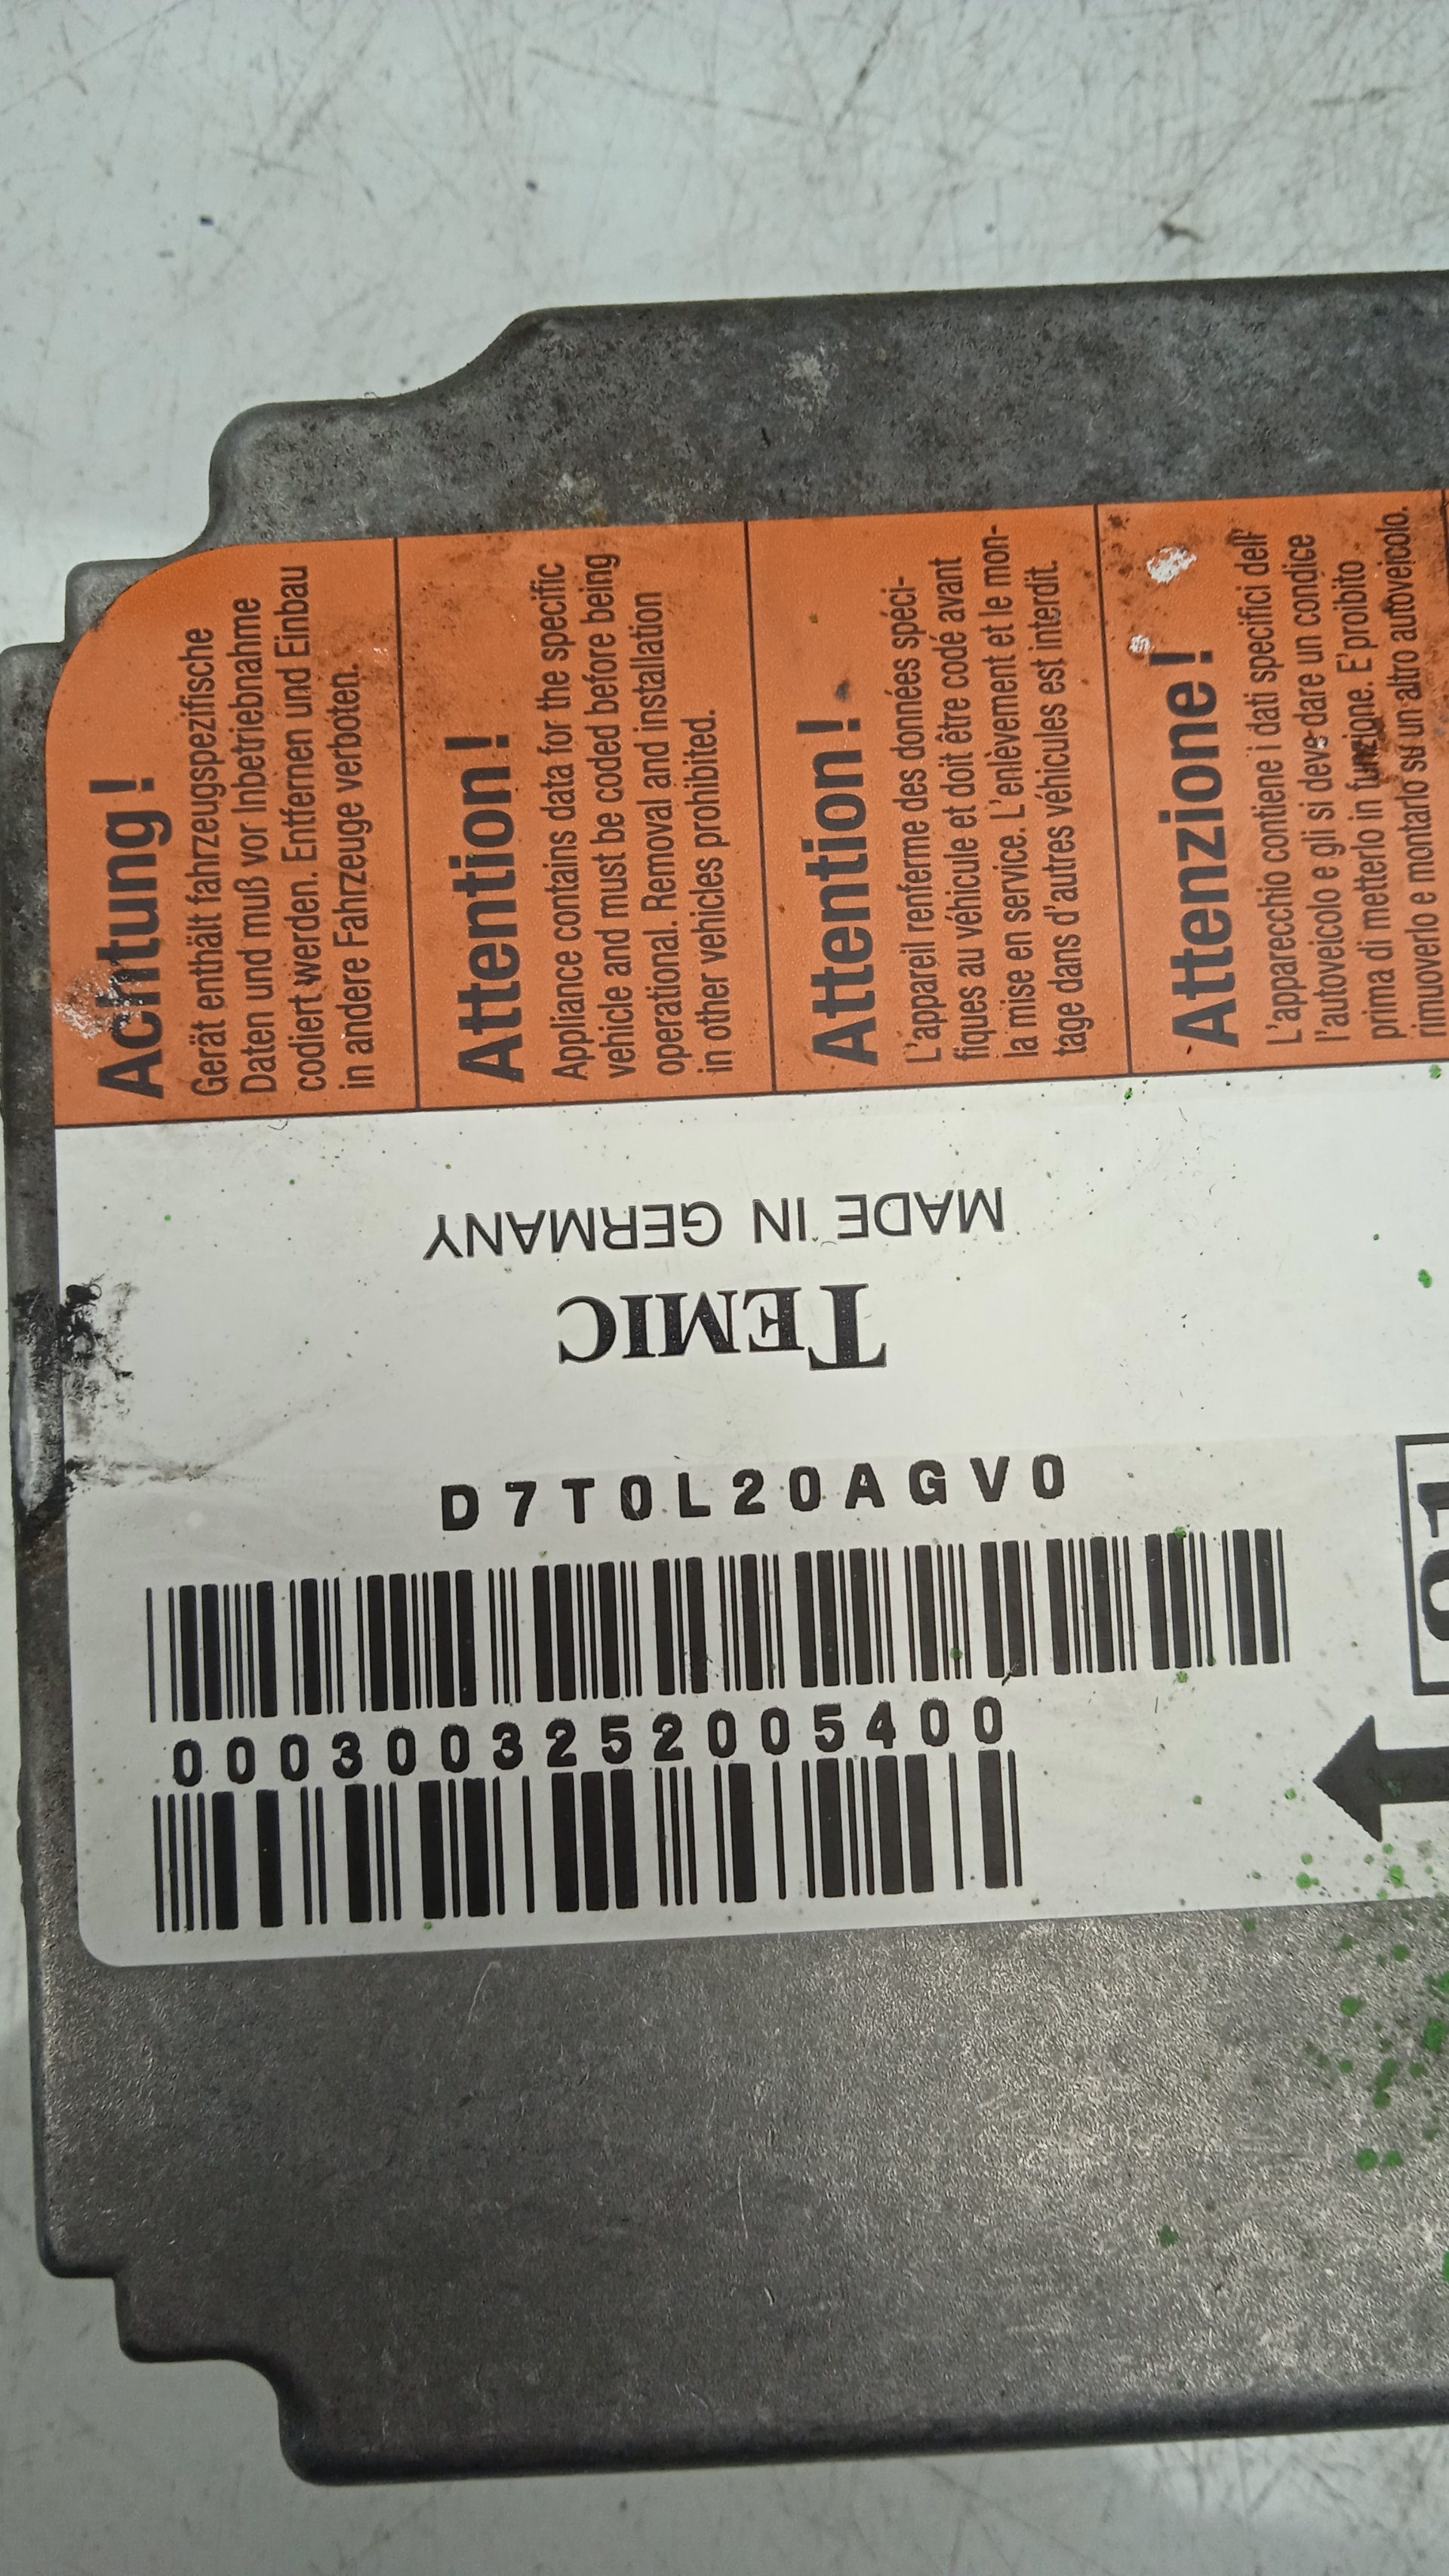 Achtung!
Gerät enthält fahrzeugspezifische
Daten und muß vor Inbetriebnahme
codiert werden. Entfernen und Einbau
in andere Fahrzeuge verboten.
Attention!
Appliance contains data for the specific
vehicle and must be coded before being
operational. Removal and installation
in other vehicles prohibited.
Attention!
L'appareil renferme des données spéci-
fiques au véhicule et doit être codé avant
la mise en service. L'enlèvement et le mon-
tage dans d'autres véhicules est interdit.
Attenzione!
L'apparecchio contiene i dati specifici dell'
l'autoveicolo e gli si deve dare un condice
prima di metterlo in funzione. E'proibito
rimuoverlo e montarlo su un altro autoveicolo.
MADE IN GERMANY
TEMIC
D7T0L20AGV0
0003003252005400
01